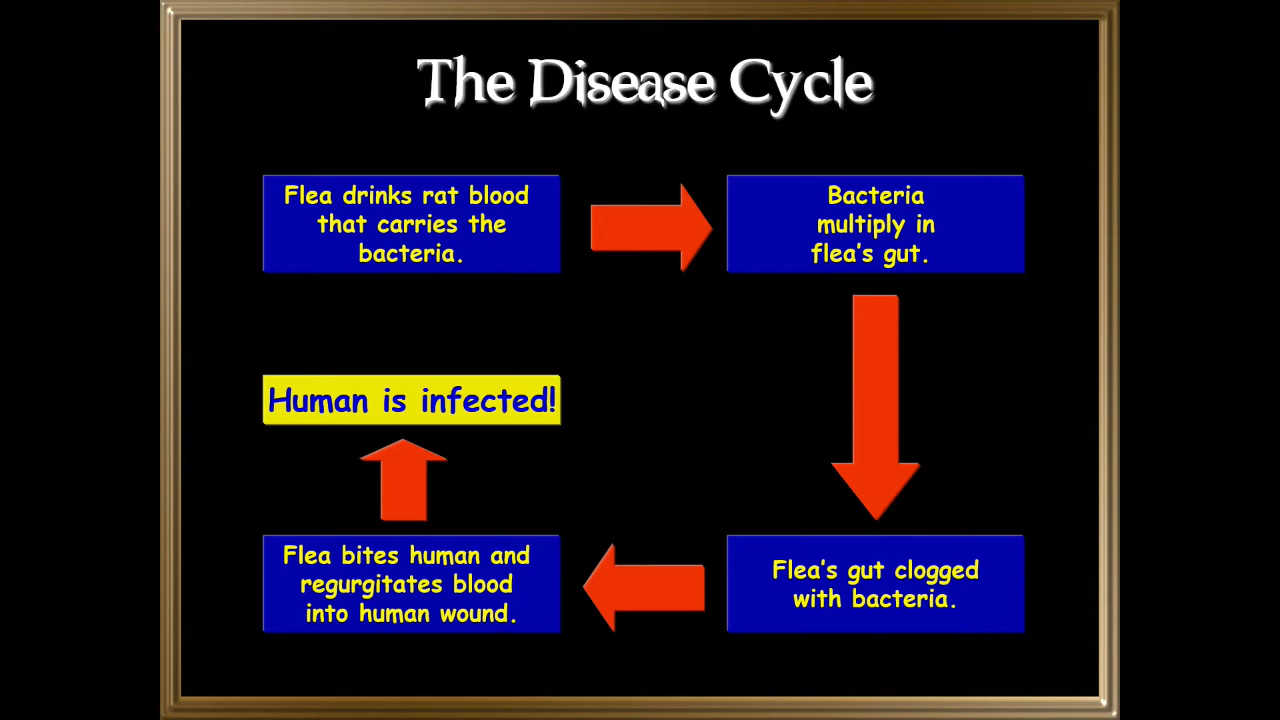 The Disease Cycle
Flea drinks rat blood
that carries the
bacteria.
Bacteria
multiply in
flea's gut.
Human is infected!
Flea bites human and
regurgitates blood
into human wound.
Flea's gut clogged
with bacteria.